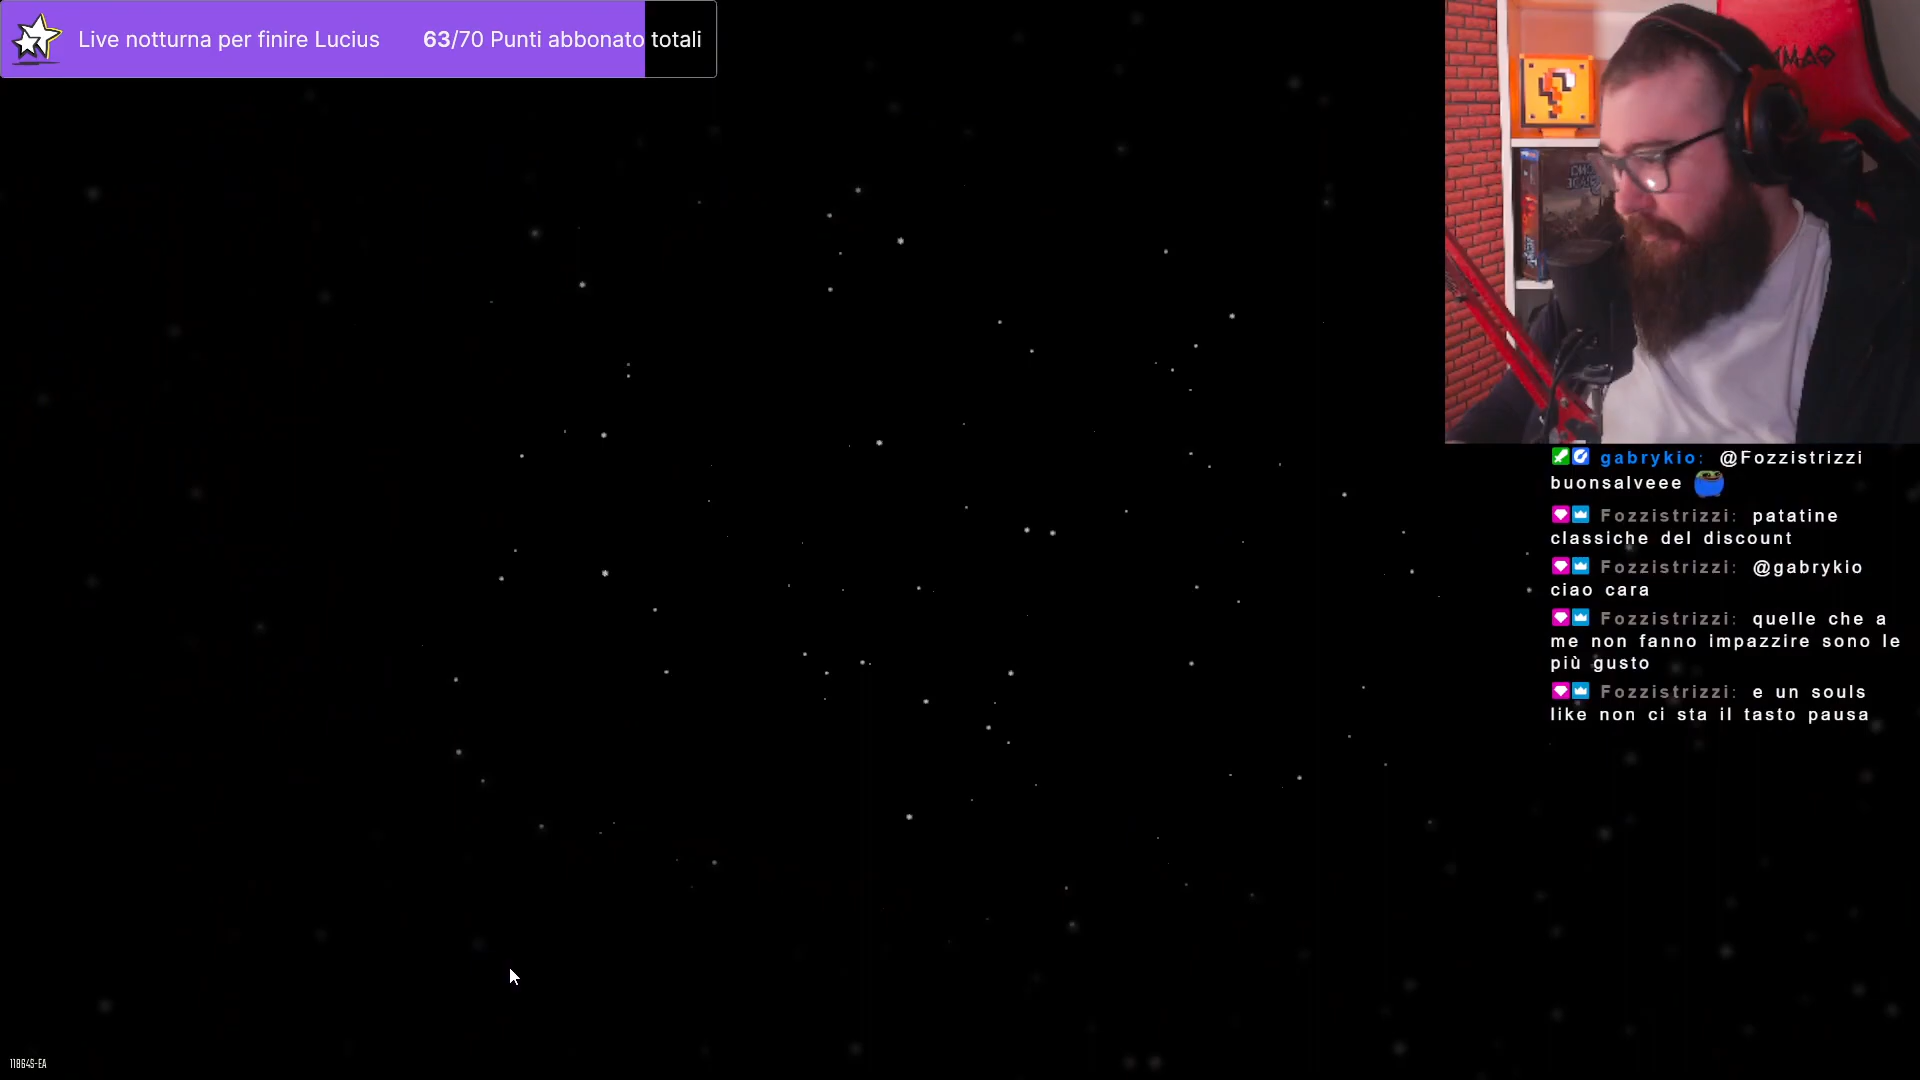 Live notturna per finire Lucius 63/70 Punti abbonato totali
gabrykio: @Fozzistrizzi
buonsalveee
Fozzistrizzi: patatine
classiche del discount
Fozzistrizzi: @gabrykio
ciao cara
Fozzistrizzi: quelle che a
me non fanno impazzire sono le
più gusto
Fozzistrizzi: e un souls
like non ci sta il tasto pausa